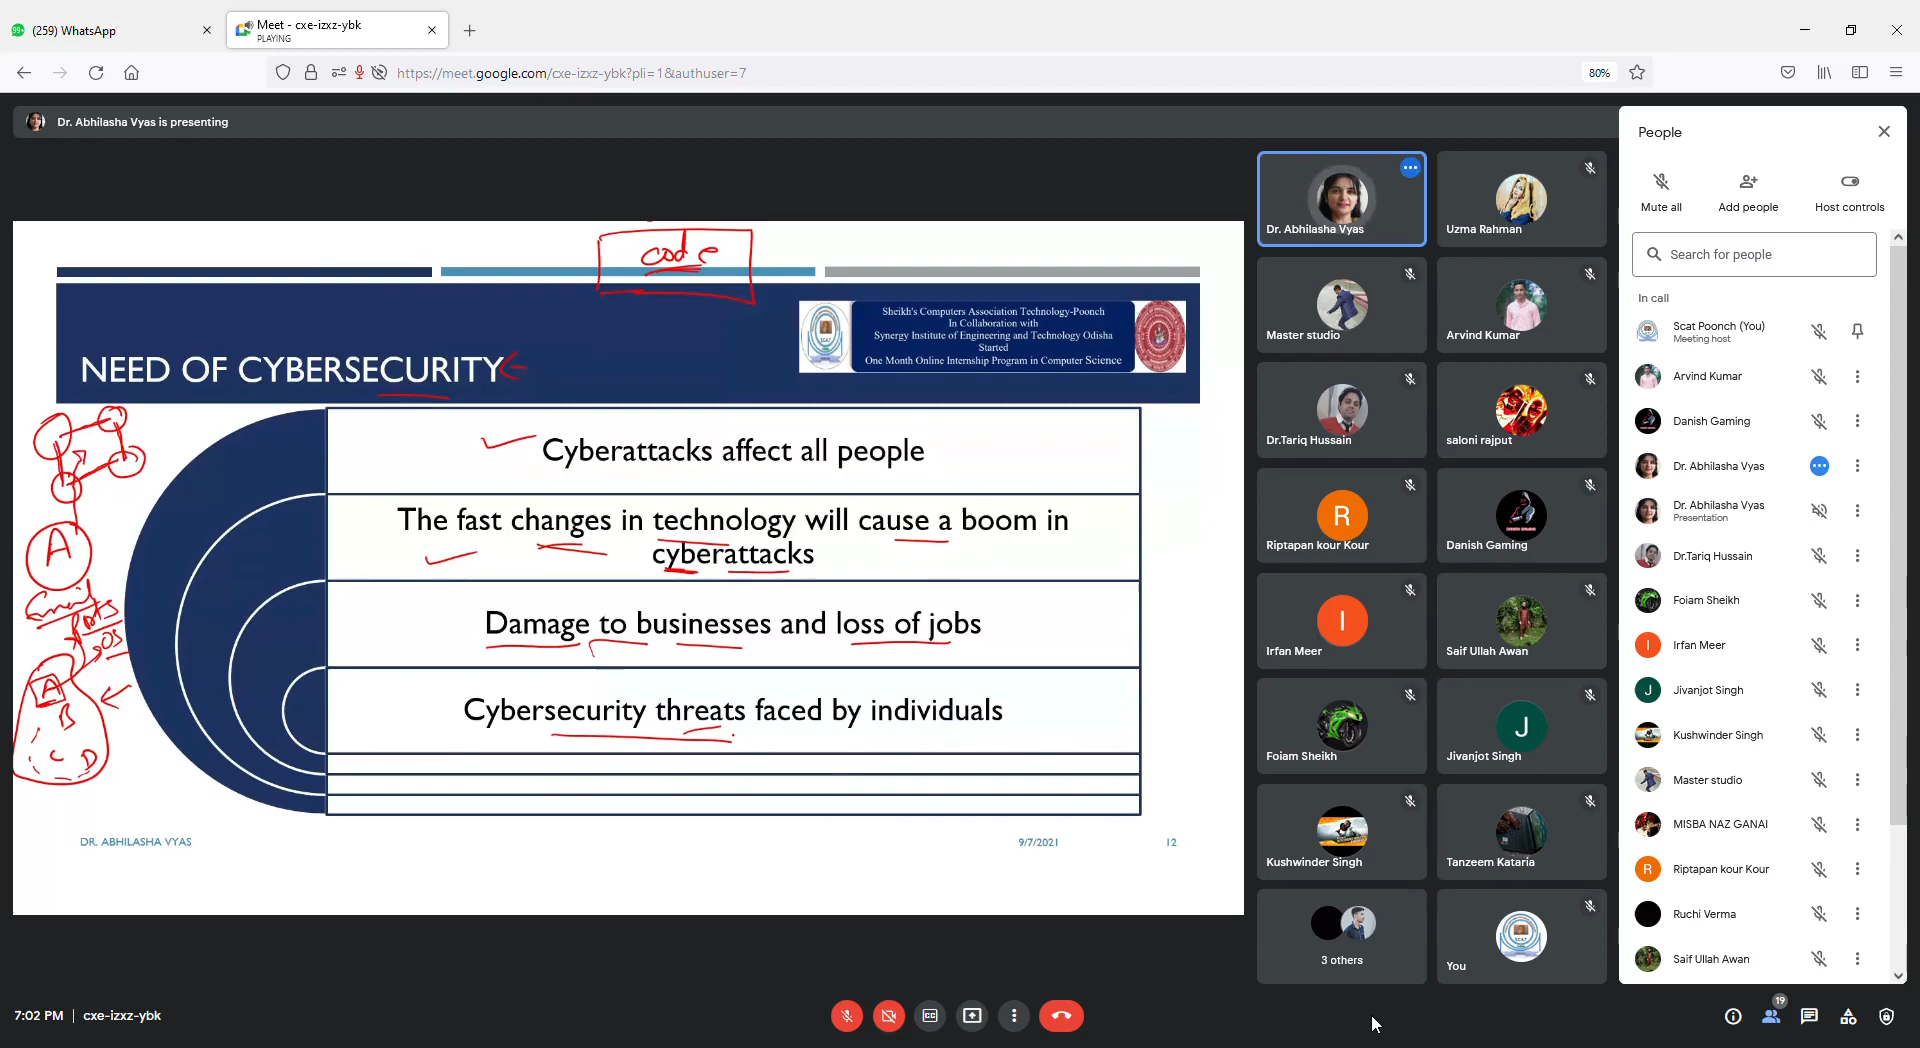 (259) WhatsApp
Meet - cxe-izxz-ybk
PLAYING
https://meet.google.com/cxe-izxz-ybk?pli=1&authuser=7
80%
Dr. Abhilasha Vyas is presenting
code
Sheikh's Computers Association Technology-Poonch
In Collaboration with
Synergy Institute of Engineering and Technology Odisha
Started
One Month Online Internship Program in Computer Science
NEED OF CYBERSECURITY
Cyberattacks affect all people
The fast changes in technology will cause a boom in
cyberattacks
Damage to businesses and loss of jobs
Cybersecurity threats faced by individuals
A
Email
Ports
OS
A
B
C D
DR. ABHILASHA VYAS
9/7/2021
12
Dr. Abhilasha Vyas
Uzma Rahman
Master studio
Arvind Kumar
Dr.Tariq Hussain
saloni rajput
R
Riptapan kour Kour
Danish Gaming
I
Irfan Meer
Saif Ullah Awan
Foiam Sheikh
J
Jivanjot Singh
Kushwinder Singh
Tanzeem Kataria
3 others
You
People
Mute all
Add people
Host controls
Search for people
In call
Scat Poonch (You)
Meeting host
Arvind Kumar
Danish Gaming
Dr. Abhilasha Vyas
Dr. Abhilasha Vyas
Presentation
Dr.Tariq Hussain
Foiam Sheikh
I
Irfan Meer
J
Jivanjot Singh
Kushwinder Singh
Master studio
MISBA NAZ GANAI
R
Riptapan kour Kour
Ruchi Verma
Saif Ullah Awan
7:02 PM | cxe-izxz-ybk
19